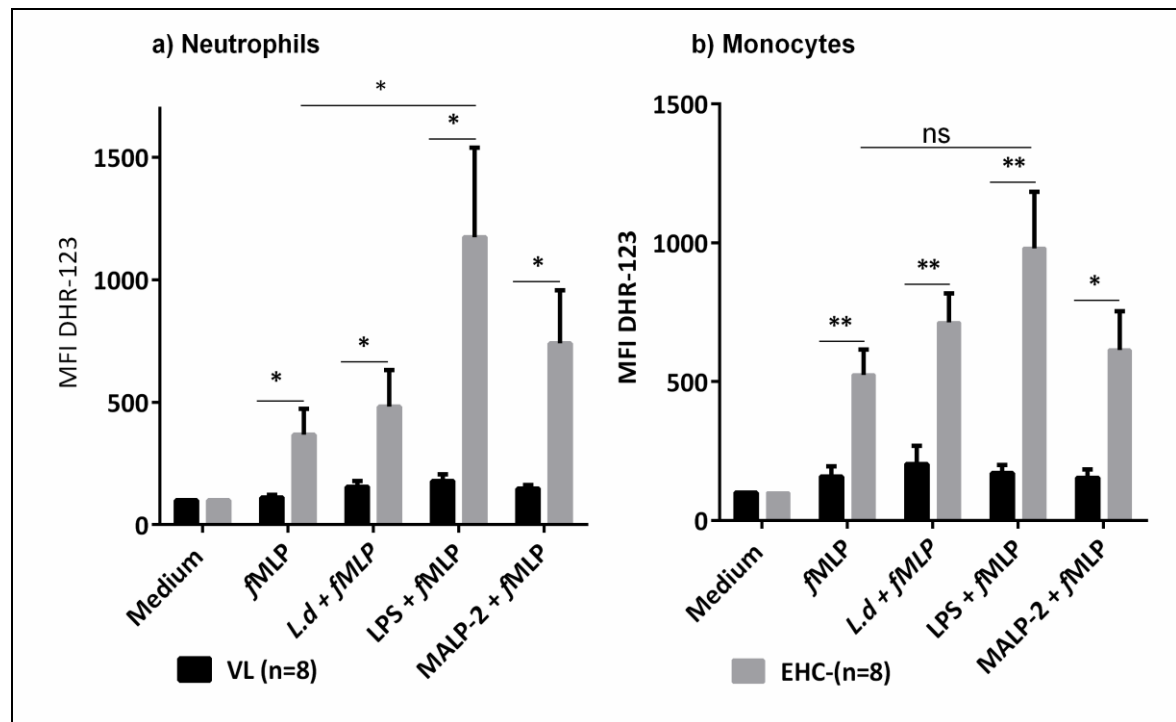 a) Neutrophils
MFI DHR-123
1500
1000
500
0
*
*
*
*
*
Medium
fMLP
L.d + fMLP
LPS + fMLP
MALP-2 + fMLP
VL (n=8)
b) Monocytes
MFI DHR-123
1500
1000
500
0
ns
**
**
**
*
Medium
fMLP
L.d + fMLP
LPS + fMLP
MALP-2 + fMLP
EHC-(n=8)